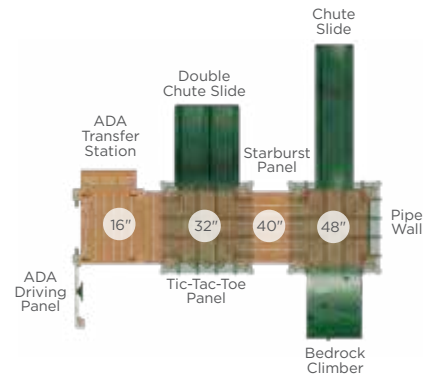 Chute
Slide
Double
Chute Slide
ADA
Transfer
Station
Starburst
Panel
16"
32"
40"
48"
Pipe
Wall
ADA
Driving
Panel
Tic-Tac-Toe
Panel
Bedrock
Climber